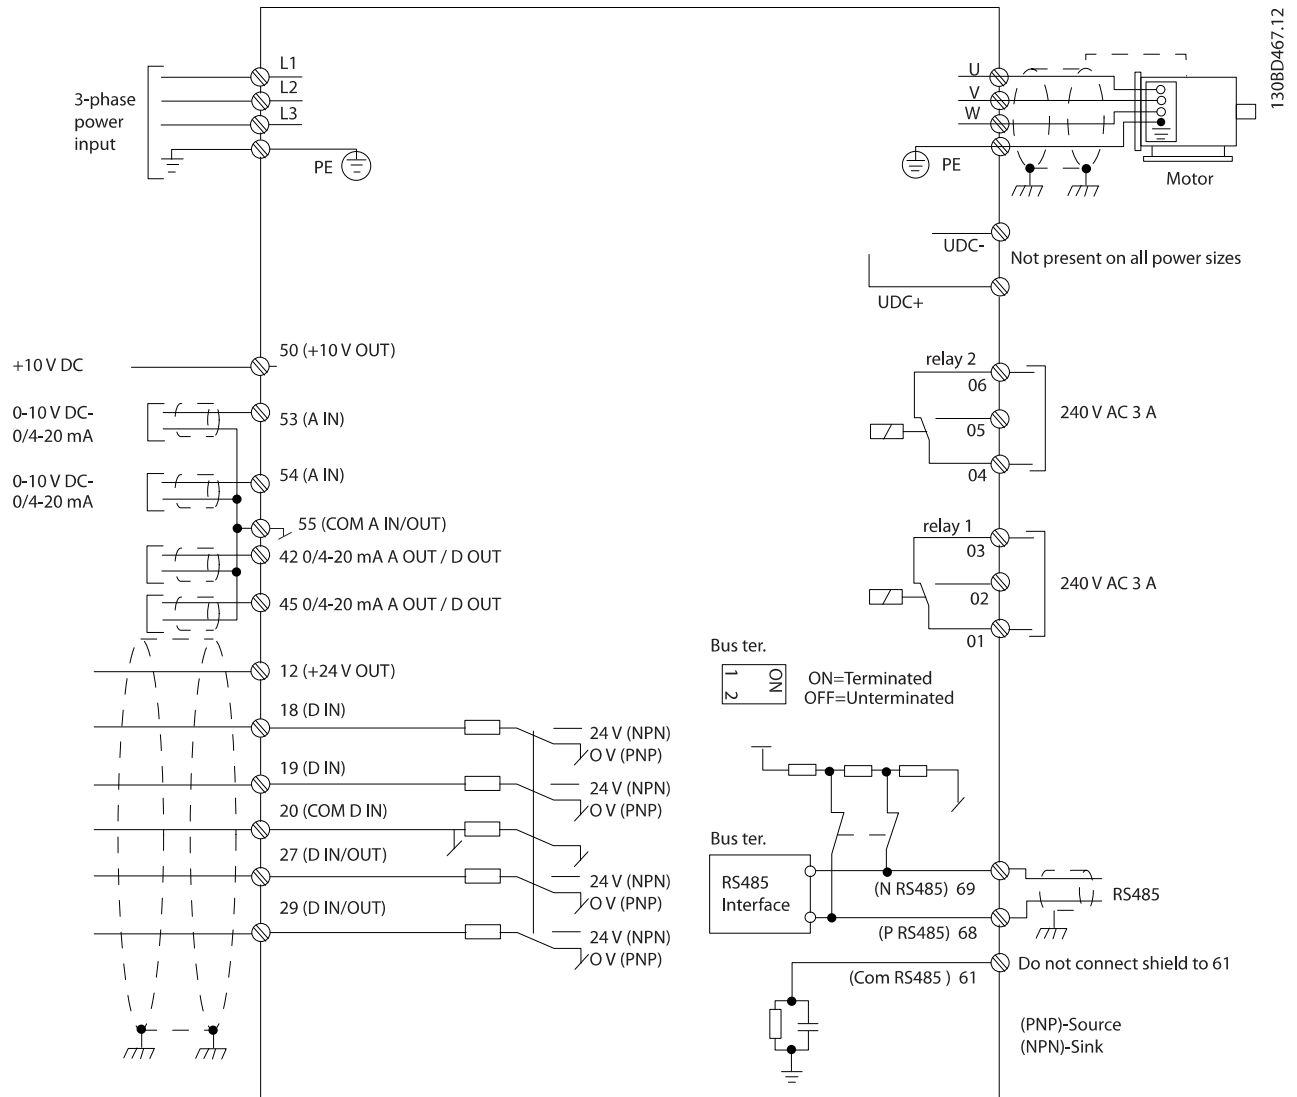 130BD467.12
3-phase
power
input
L1
L2
L3
PE
U
V
W
PE
Motor
UDC-
Not present on all power sizes
UDC+
+10 V DC
50 (+10 V OUT)
0-10 V DC-
0/4-20 mA
53 (A IN)
0-10 V DC-
0/4-20 mA
54 (A IN)
55 (COM A IN/OUT)
42 0/4-20 mA A OUT / D OUT
45 0/4-20 mA A OUT / D OUT
12 (+24 V OUT)
18 (D IN)
24 V (NPN)
O V (PNP)
19 (D IN)
24 V (NPN)
O V (PNP)
20 (COM D IN)
27 (D IN/OUT)
24 V (NPN)
O V (PNP)
29 (D IN/OUT)
24 V (NPN)
O V (PNP)
relay 2
06
05
04
240 V AC 3 A
relay 1
03
02
01
240 V AC 3 A
Bus ter.
1 2 ON
ON=Terminated
OFF=Unterminated
Bus ter.
RS485
Interface
(N RS485) 69
(P RS485) 68
RS485
(Com RS485 ) 61
Do not connect shield to 61
(PNP)-Source
(NPN)-Sink